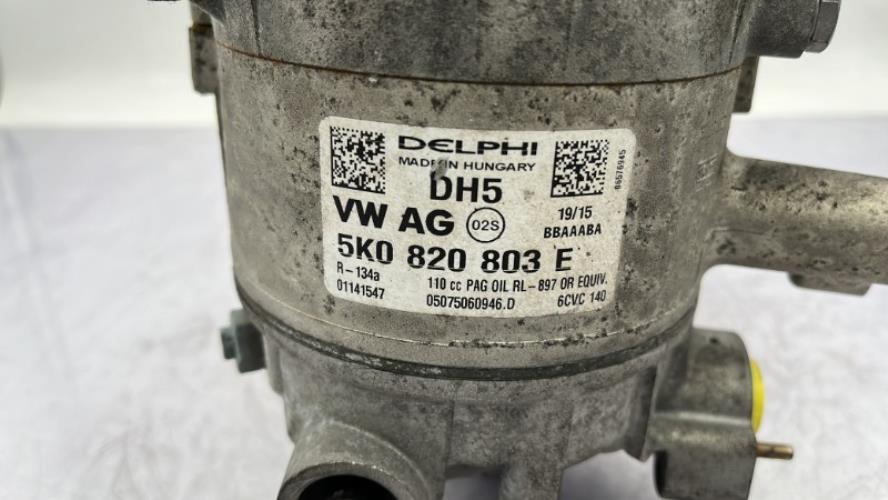 DELPHI
MADE IN HUNGARY
DH5
VW AG 02S 19/15
BBAAABA
5K0 820 803 E
R-134a 110 cc PAG OIL RL-897 OR EQUIV.
01141547 05075060946.D 6CVC 140
06576945